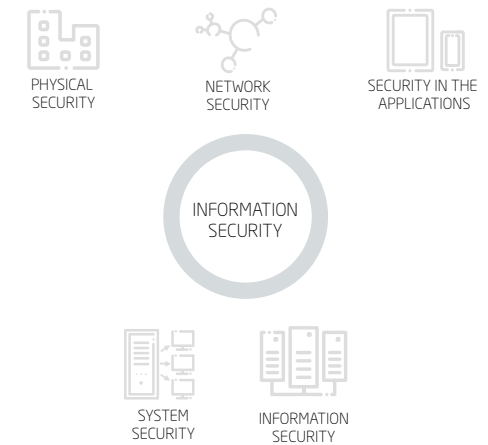 PHYSICAL
SECURITY
NETWORK
SECURITY
SECURITY IN THE
APPLICATIONS
INFORMATION
SECURITY
SYSTEM
SECURITY
INFORMATION
SECURITY